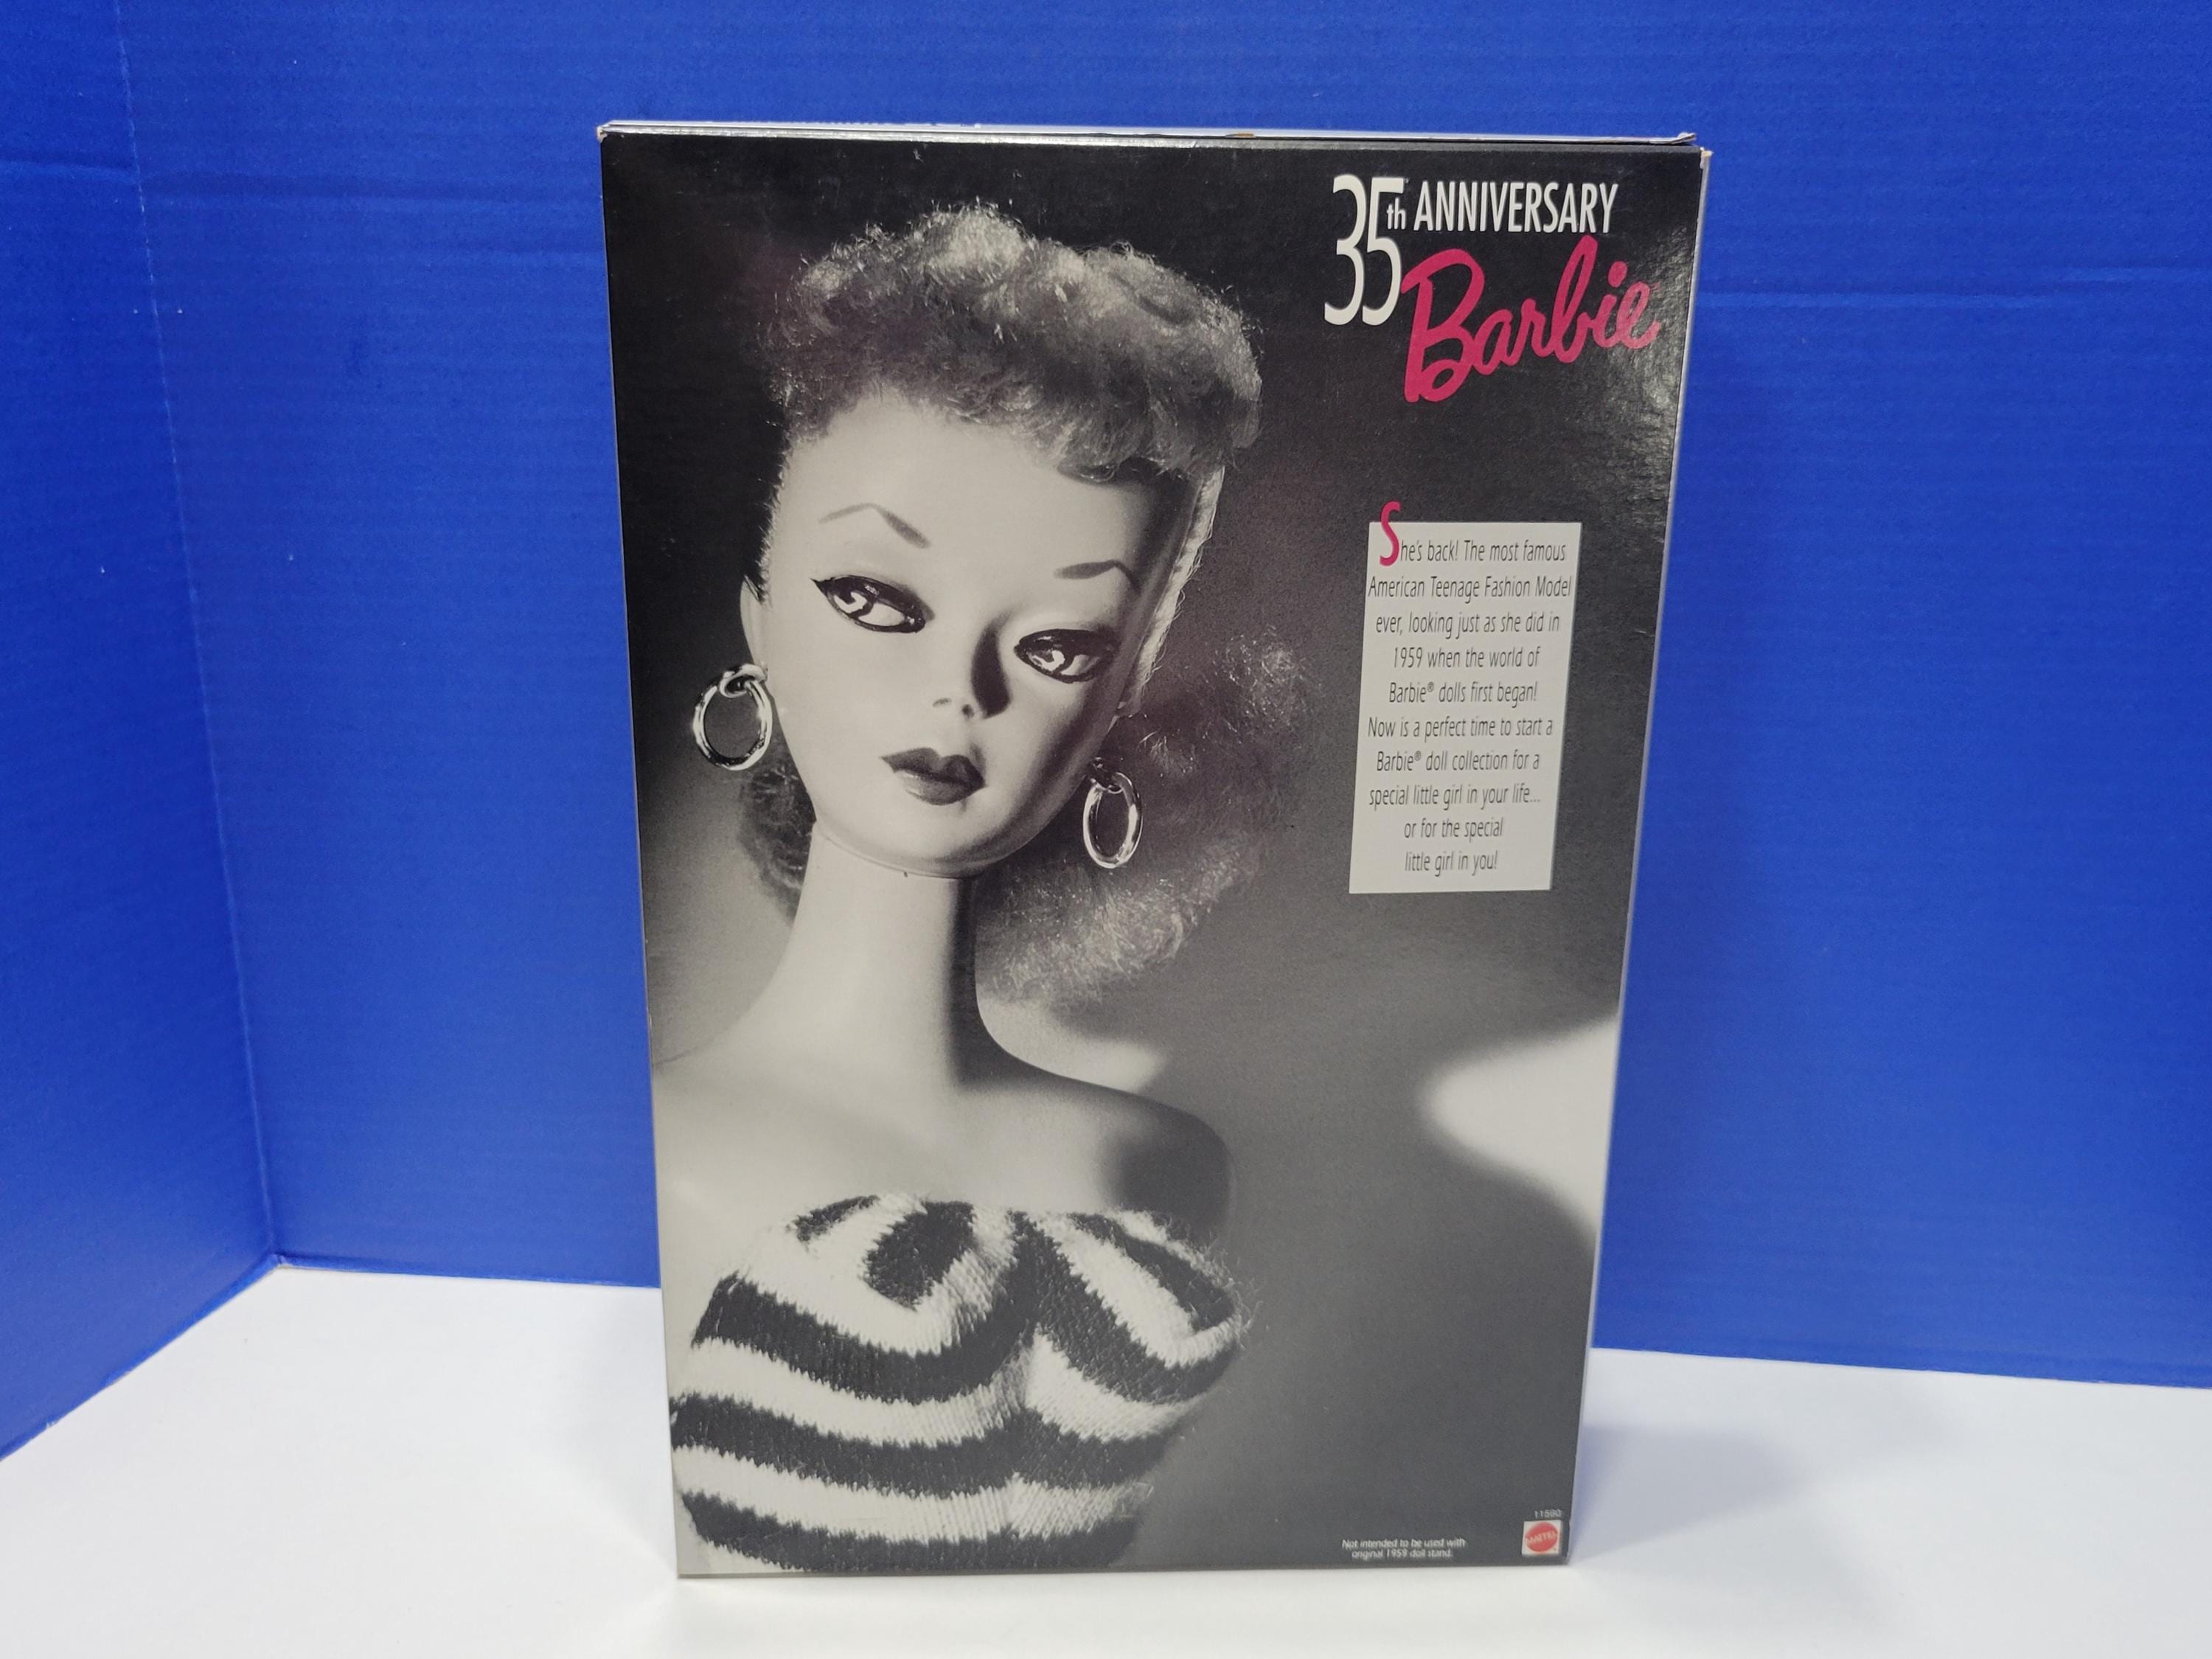 35th ANNIVERSARY
Barbie
She's back! The most famous
American Teenage Fashion Model
ever, looking just as she did in
1959 when the world of
Barbie® dolls first began!
Now is a perfect time to start a
Barbie® doll collection for a
special little girl in your life...
or for the special
little girl in you!
11590
Not intended to be used with
original 1959 doll stand.
MATTEL